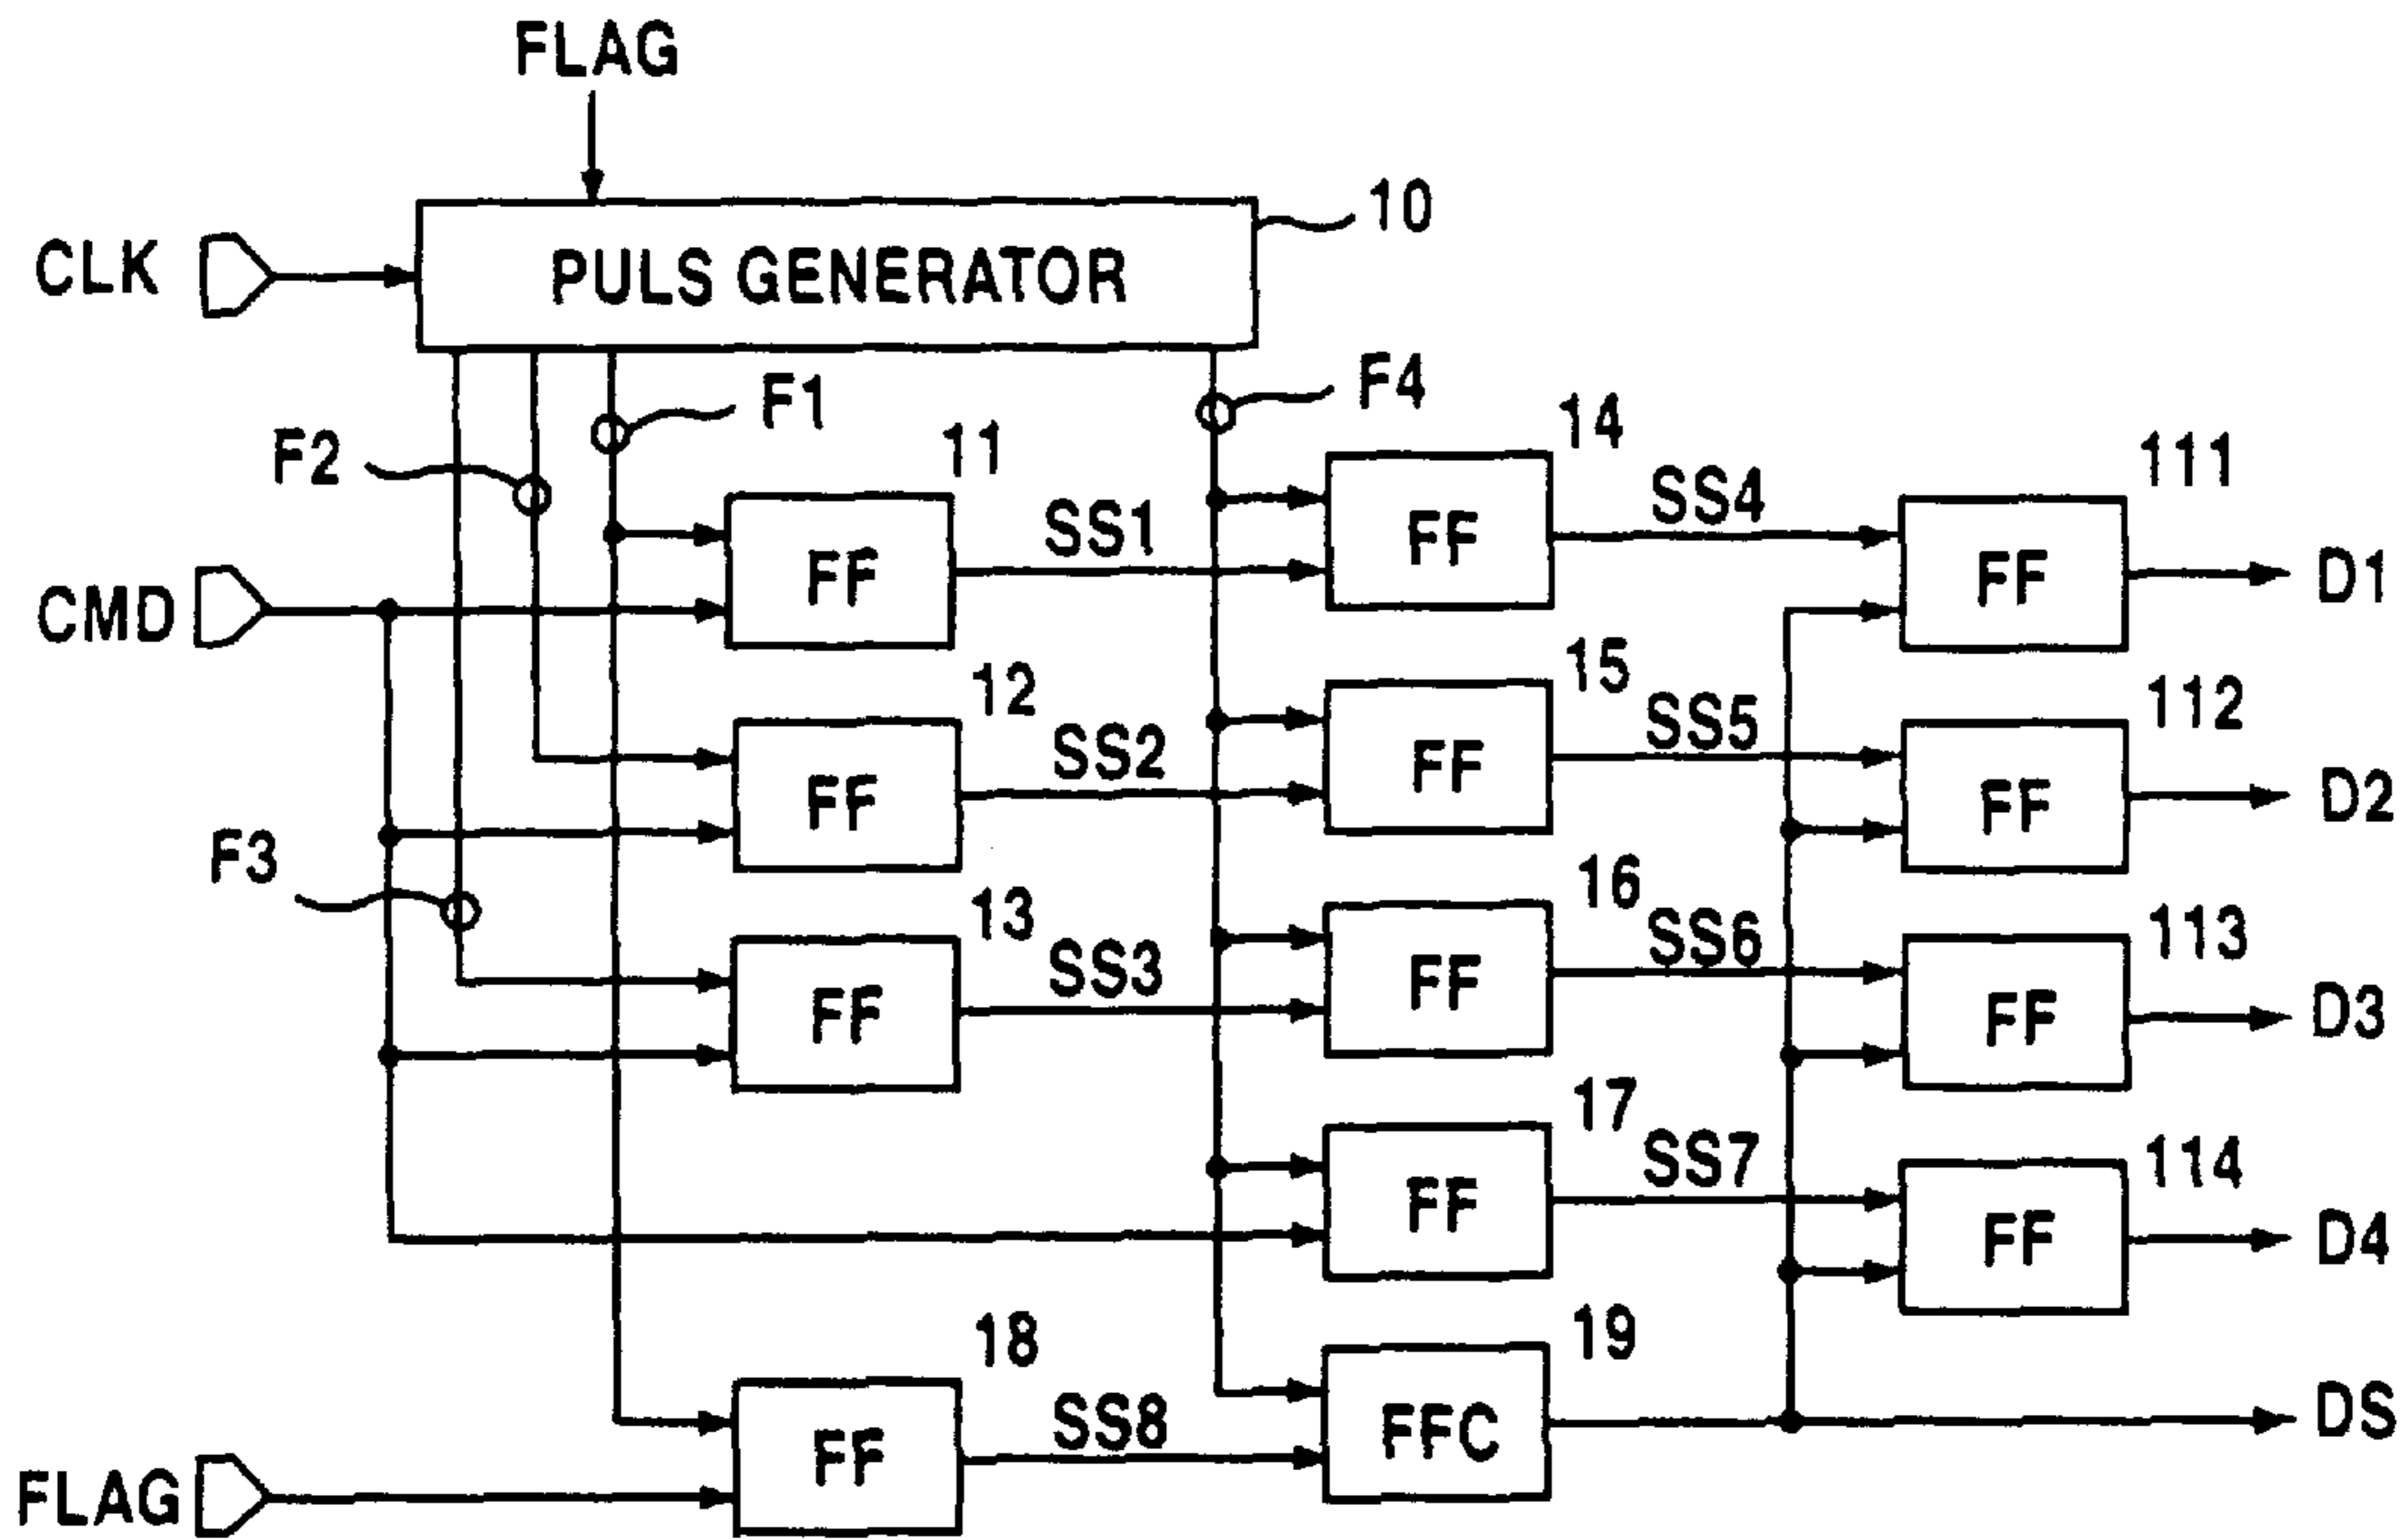 FLAG
10
CLK
PULS GENERATOR
F1
F4
14
F2
11
111
SS4
SS1
FF
FF
FF
D1
CMD
12
15
112
SS5
SS2
FF
FF
FF
D2
F3
13
16
113
SS6
SS3
FF
FF
FF
D3
17
114
SS7
FF
FF
D4
18
19
DS
SS8
FF
FFC
FLAG